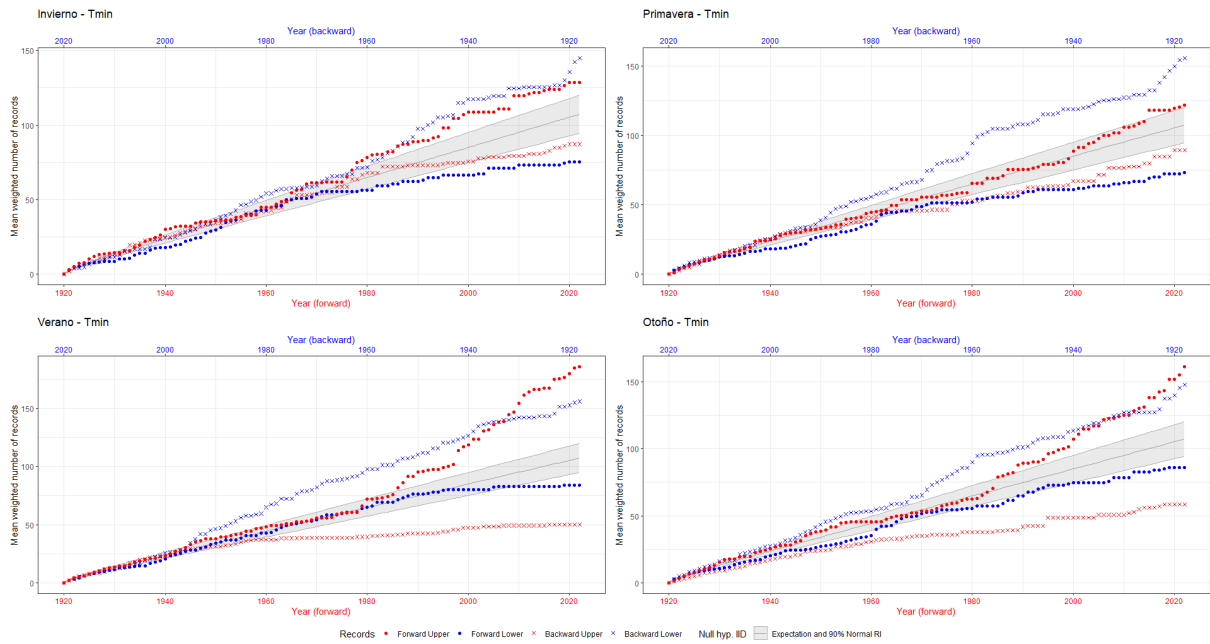 Invierno - Tmin
Year (backward)
2020 2000 1980 1960 1940 1920
Mean weighted number of records
150
100
50
0
1920 1940 1960 1980 2000 2020
Year (forward)
Primavera - Tmin
Year (backward)
2020 2000 1980 1960 1940 1920
Mean weighted number of records
150
100
50
0
1920 1940 1960 1980 2000 2020
Year (forward)
Verano - Tmin
Year (backward)
2020 2000 1980 1960 1940 1920
Mean weighted number of records
150
100
50
0
1920 1940 1960 1980 2000 2020
Year (forward)
Otoño - Tmin
Year (backward)
2020 2000 1980 1960 1940 1920
Mean weighted number of records
150
100
50
0
1920 1940 1960 1980 2000 2020
Year (forward)
Records Forward Upper Forward Lower Backward Upper Backward Lower Null hyp. IID Expectation and 90% Normal RI